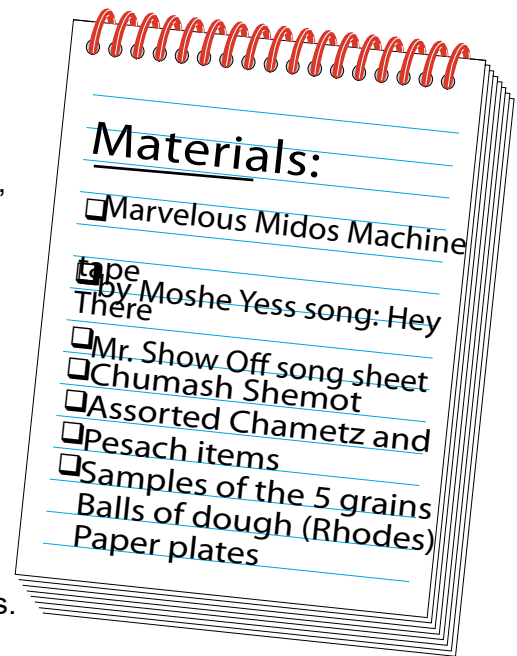 Materials:
❑Marvelous Midos Machine
tape
❑by Moshe Yess song: Hey
There
❑Mr. Show Off song sheet
❑Chumash Shemot
❑Assorted Chametz and
❑Pesach items
❑Samples of the 5 grains
Balls of dough (Rhodes)
Paper plates
,
s.